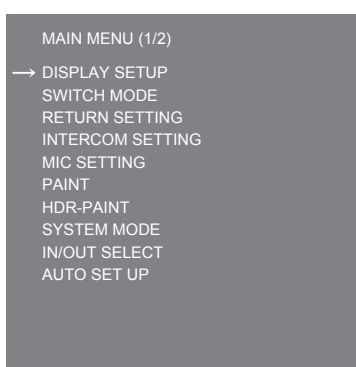 MAIN MENU (1/2)
→ DISPLAY SETUP
SWITCH MODE
RETURN SETTING
INTERCOM SETTING
MIC SETTING
PAINT
HDR-PAINT
SYSTEM MODE
IN/OUT SELECT
AUTO SET UP